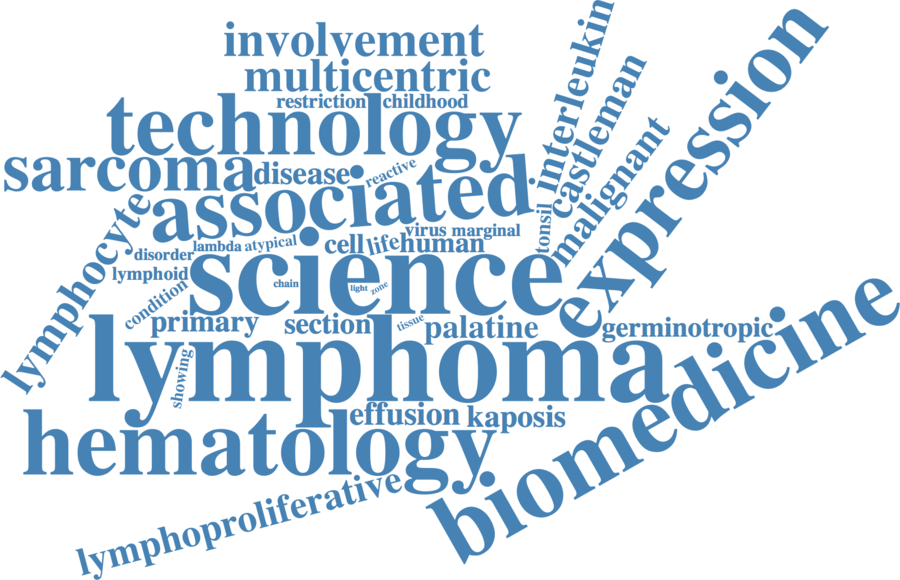 involvement
multicentric
restriction childhood
technology
interleukin
castleman
malignant
tonsil
expression
sarcoma disease reactive
associated
virus marginal
lymphocyte
disorder lambda atypical cell life human
lymphoid
science
chain light zone
condition
primary section tissue palatine germinotropic
lymphoma
showing
biomedicine
effusion kaposis
hematology
lymphoproliferative